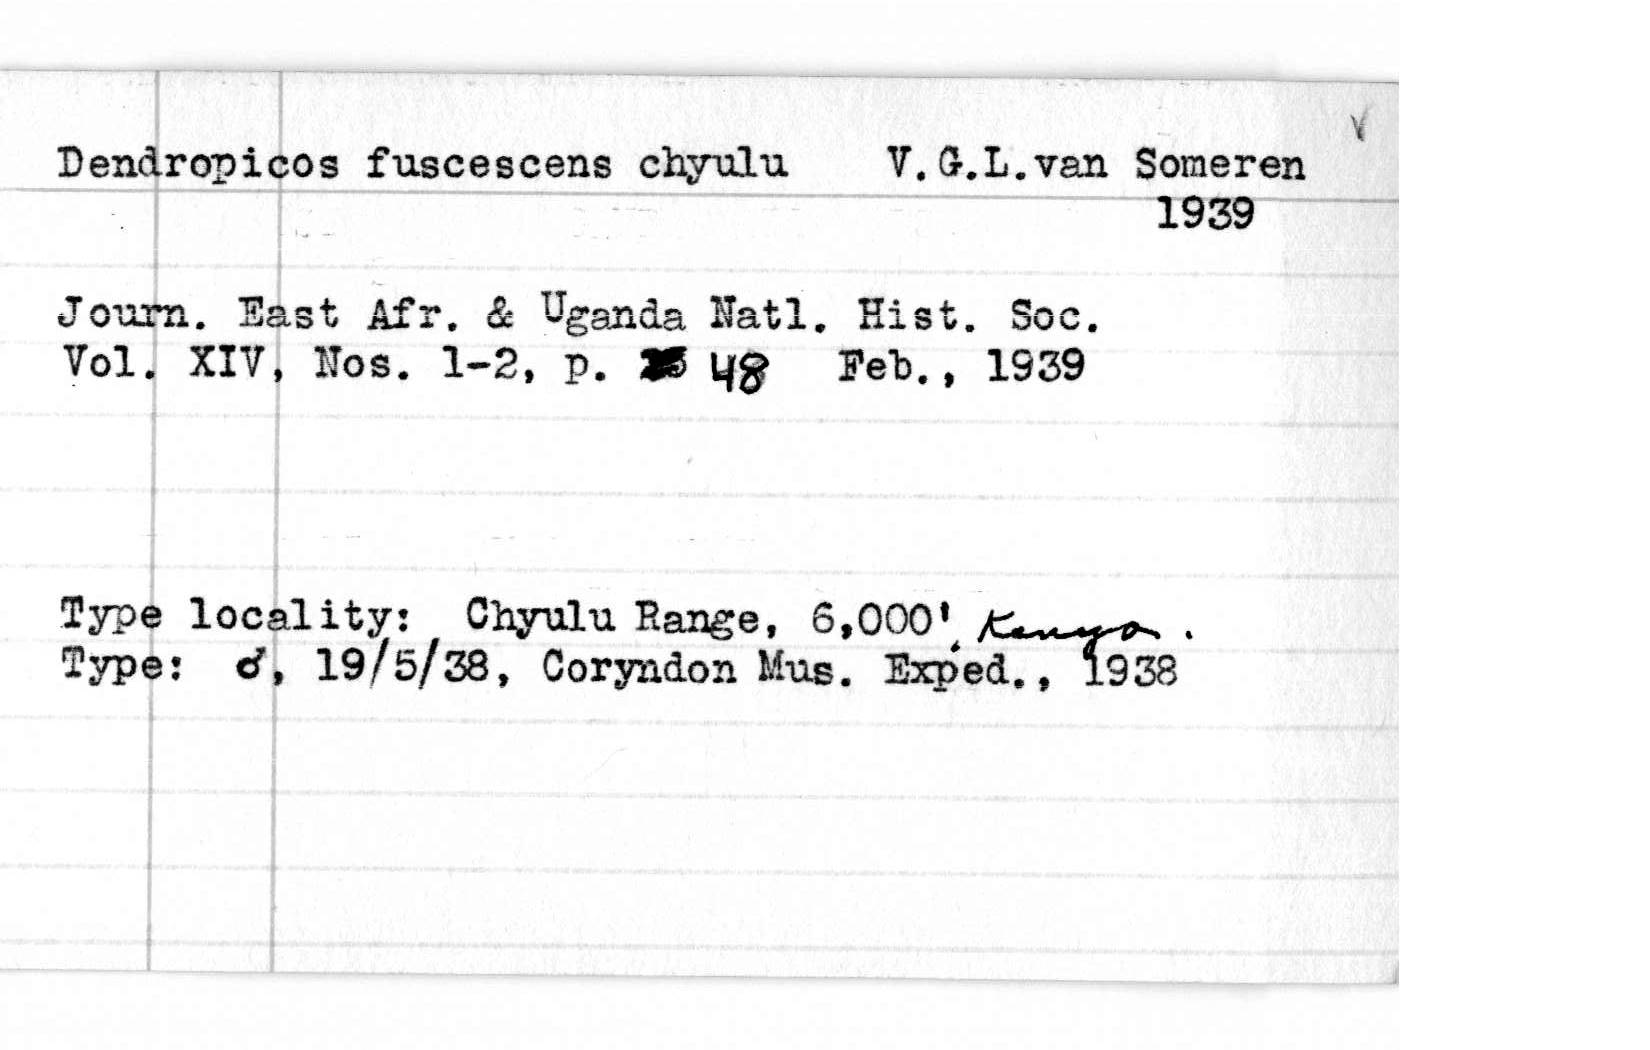 Dendropicos fuscescens chyulu V.G.L.van Someren
1939
Journ. East Afr. & Uganda Natl. Hist. Soc.
Vol. XIV, Nos. 1-2, p. 48 Feb., 1939
Type locality: Chyulu Range, 6,000', Kenya.
Type: ♂, 19/5/38, Coryndon Mus. Exped., 1938